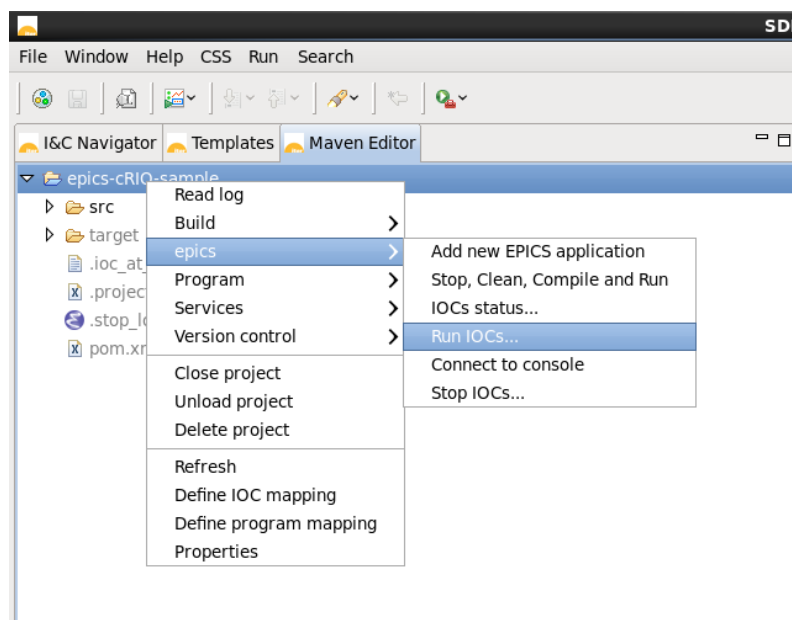 SD
File Window Help CSS Run Search
I&C Navigator Templates Maven Editor
epics-cRIO-sample
src
target
.ioc_at_
.projec
.stop_l
pom.x
Read log
Build
epics
Program
Services
Version control
Close project
Unload project
Delete project
Refresh
Define IOC mapping
Define program mapping
Properties
Add new EPICS application
Stop, Clean, Compile and Run
IOCs status...
Run IOCs...
Connect to console
Stop IOCs...